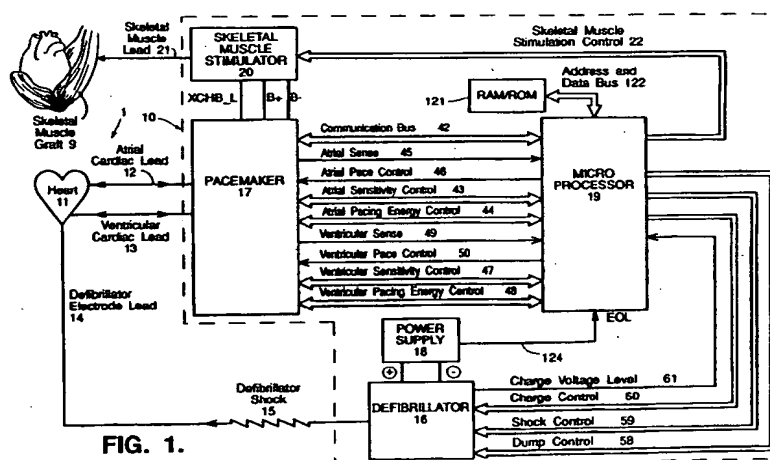 Skeletal
Muscle
Lead 21
SKELETAL
MUSCLE
STIMULATOR
20
Skeletal Muscle
Stimulation Control 22
Address and
Data Bus 122
121
RAM/ROM
XCHB_L
B+
B-
Skeletal
Muscle
Graft 9
1
10
Atrial
Cardiac Lead
12
Heart
11
Ventricular
Cardiac Lead
13
PACEMAKER
17
Communication Bus 42
Atrial Sense 45
Atrial Pace Control 46
Atrial Sensitivity Control 43
Atrial Pacing Energy Control 44
Ventricular Sense 49
Ventricular Pace Control 50
Ventricular Sensitivity Control 47
Ventricular Pacing Energy Control 48
MICRO
PROCESSOR
19
Defibrillator
Electrode Lead
14
POWER
SUPPLY
18
EOL
124
+
-
Defibrillator
Shock
15
DEFIBRILLATOR
16
Charge Voltage Level 61
Charge Control 60
Shock Control 59
Dump Control 58
FIG. 1.